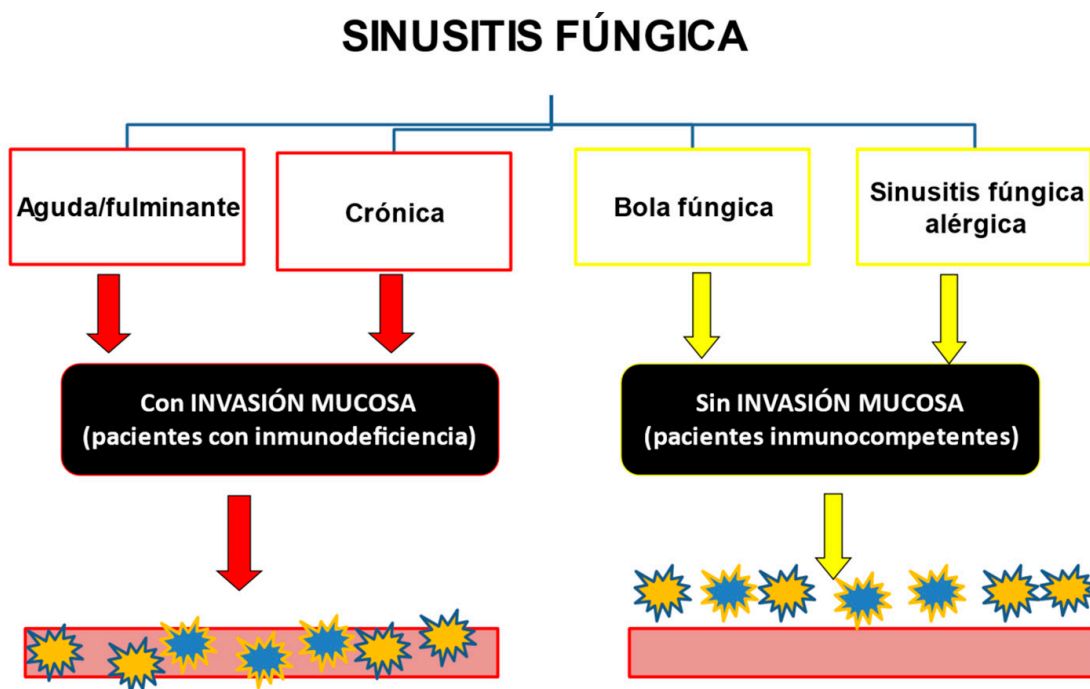 SINUSITIS FÚNGICA
Aguda/fulminante
Crónica
Bola fúngica
Sinusitis fúngica
alérgica
Con INVASIÓN MUCOSA
(pacientes con inmunodeficiencia)
Sin INVASIÓN MUCOSA
(pacientes inmunocompetentes)